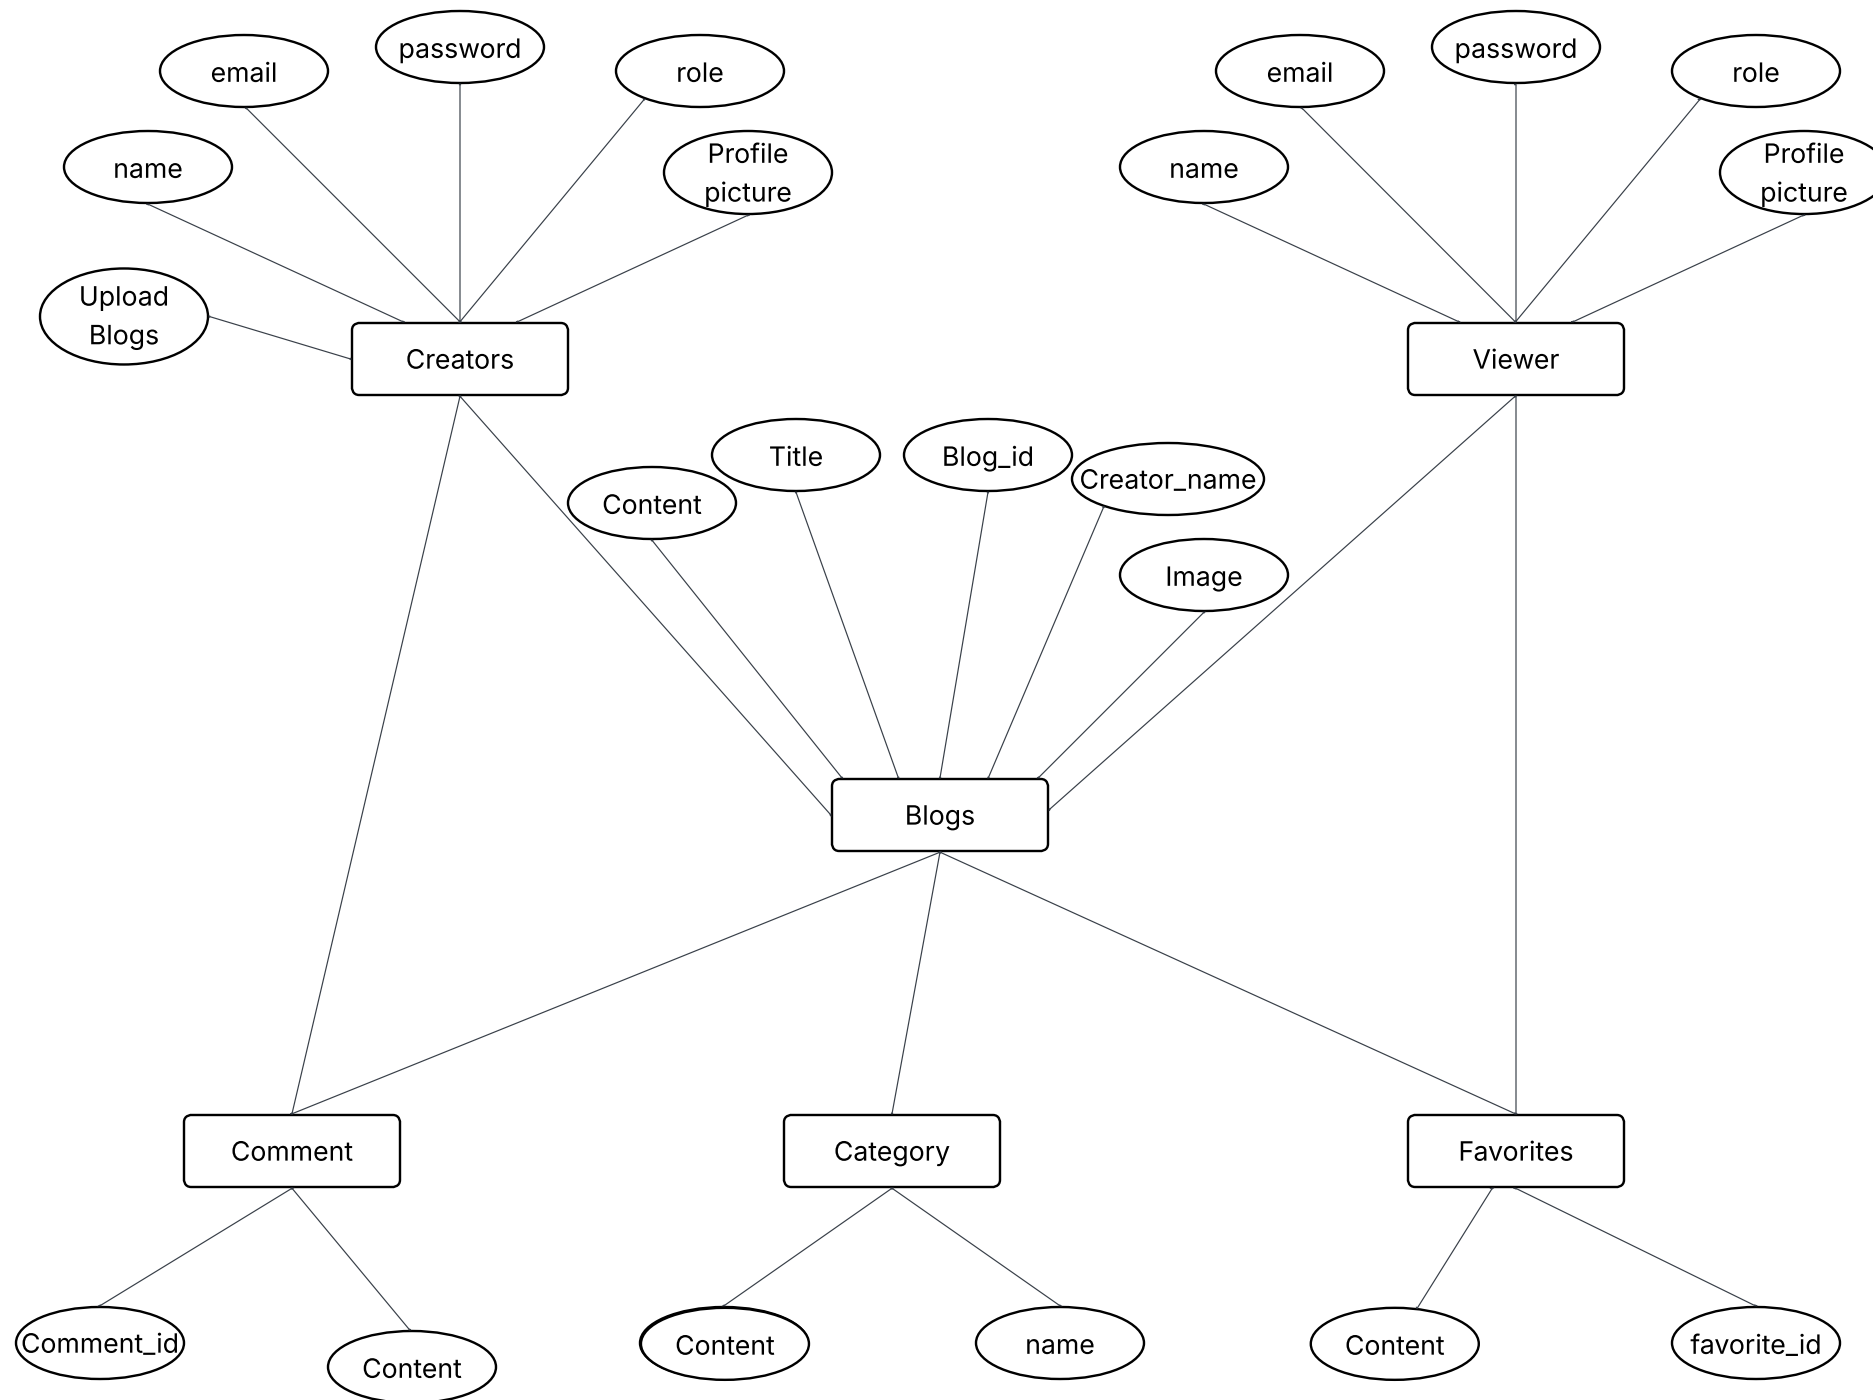 password
password
email
role
email
role
Profile
picture
Profile
picture
name
name
Upload
Blogs
Creators
Viewer
Title
Blog_id
Creator_name
Content
Image
Blogs
Comment
Category
Favorites
Comment_id
Content
Content
name
Content
favorite_id